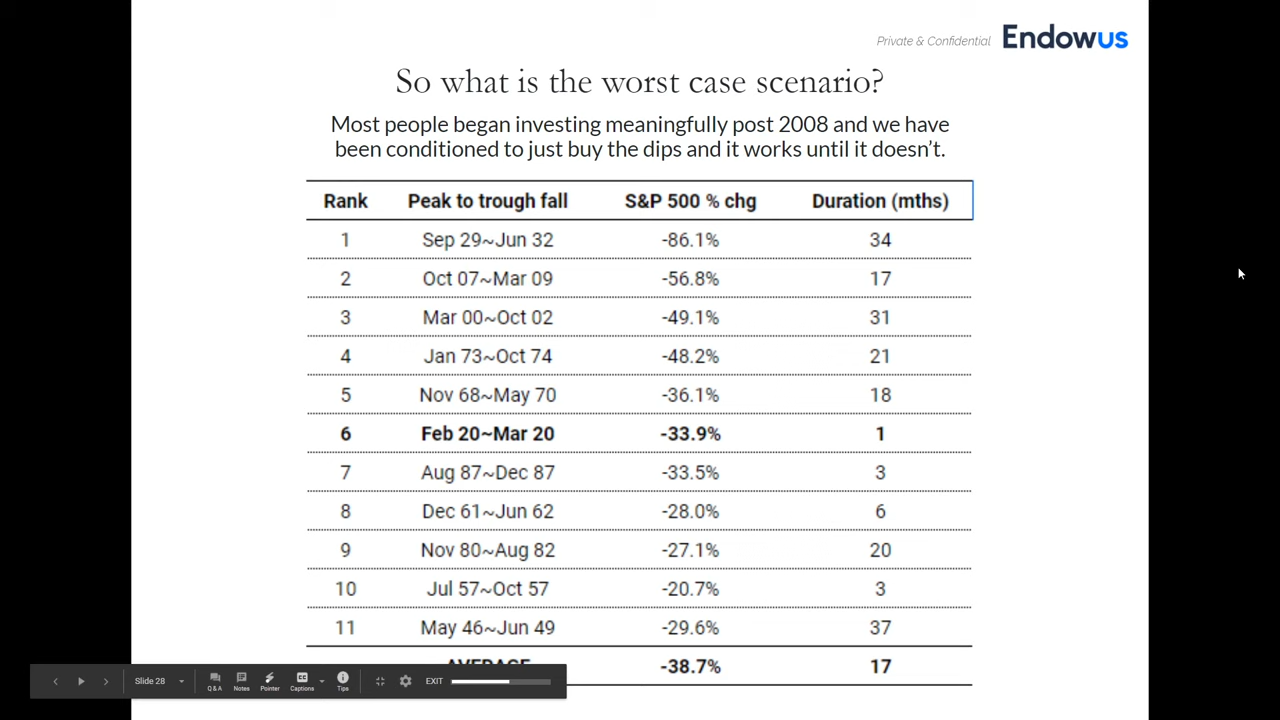 Private & Confidential Endowus
So what is the worst case scenario?
Most people began investing meaningfully post 2008 and we have
been conditioned to just buy the dips and it works until it doesn't.
Rank Peak to trough fall S&P 500 % chg Duration (mths)
1 Sep 29~Jun 32 -86.1% 34
2 Oct 07~Mar 09 -56.8% 17
3 Mar 00~Oct 02 -49.1% 31
4 Jan 73~Oct 74 -48.2% 21
5 Nov 68~May 70 -36.1% 18
6 Feb 20~Mar 20 -33.9% 1
7 Aug 87~Dec 87 -33.5% 3
8 Dec 61~Jun 62 -28.0% 6
9 Nov 80~Aug 82 -27.1% 20
10 Jul 57~Oct 57 -20.7% 3
11 May 46~Jun 49 -29.6% 37
AVERAGE -38.7% 17
Slide 28 Q & A Notes Pointer Captions Tips EXIT